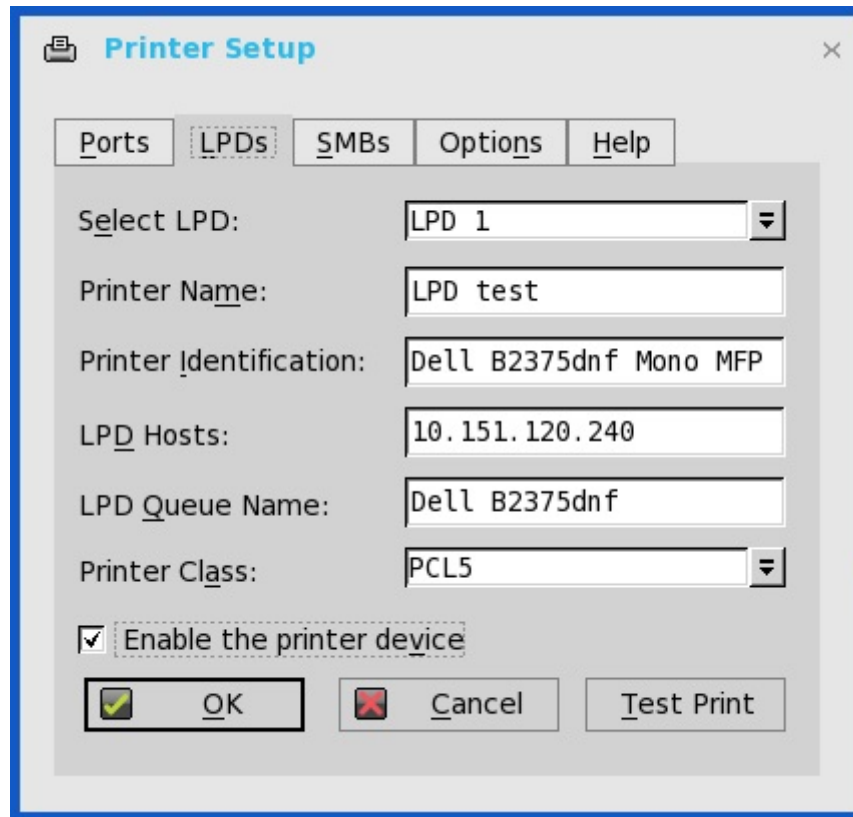 Printer Setup
Ports LPDs SMBs Options Help
Select LPD: LPD 1
Printer Name: LPD test
Printer Identification: Dell B2375dnf Mono MFP
LPD Hosts: 10.151.120.240
LPD Queue Name: Dell B2375dnf
Printer Class: PCL5
Enable the printer device
OK Cancel Test Print